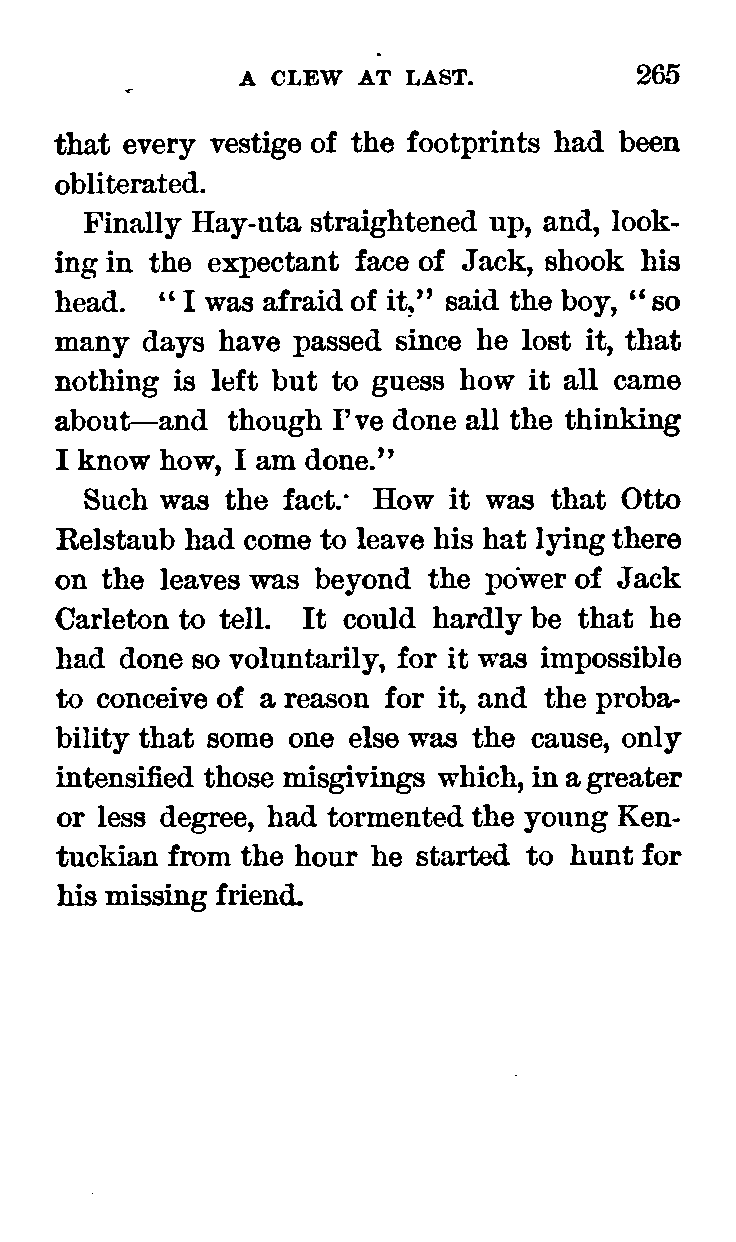 A CLEW AT LAST. 265
that every vestige of the footprints had been
obliterated.
Finally Hay-uta straightened up, and, look-
ing in the expectant face of Jack, shook his
head. "I was afraid of it," said the boy, "so
many days have passed since he lost it, that
nothing is left but to guess how it all came
about—and though I've done all the thinking
I know how, I am done."
Such was the fact. How it was that Otto
Relstaub had come to leave his hat lying there
on the leaves was beyond the power of Jack
Carleton to tell. It could hardly be that he
had done so voluntarily, for it was impossible
to conceive of a reason for it, and the proba-
bility that some one else was the cause, only
intensified those misgivings which, in a greater
or less degree, had tormented the young Ken-
tuckian from the hour he started to hunt for
his missing friend.